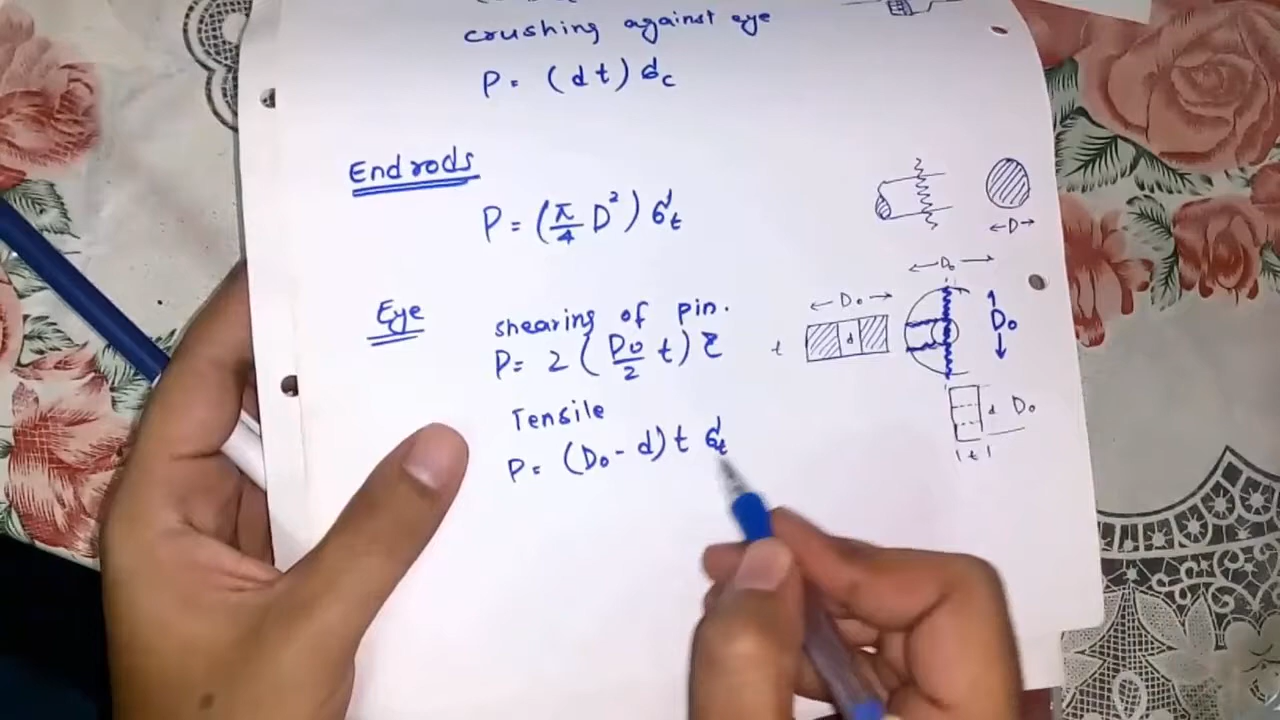 crushing against eye
P = (dt) σc
End rods
P = (π/4 D²) σt
←D→
←D₀→
Eye
shearing of pin.
←D₀→
D₀
P = 2 (D₀/2 t) τ
t
d
Tensile
d D₀
P = (D₀ - d) t σt
|t|